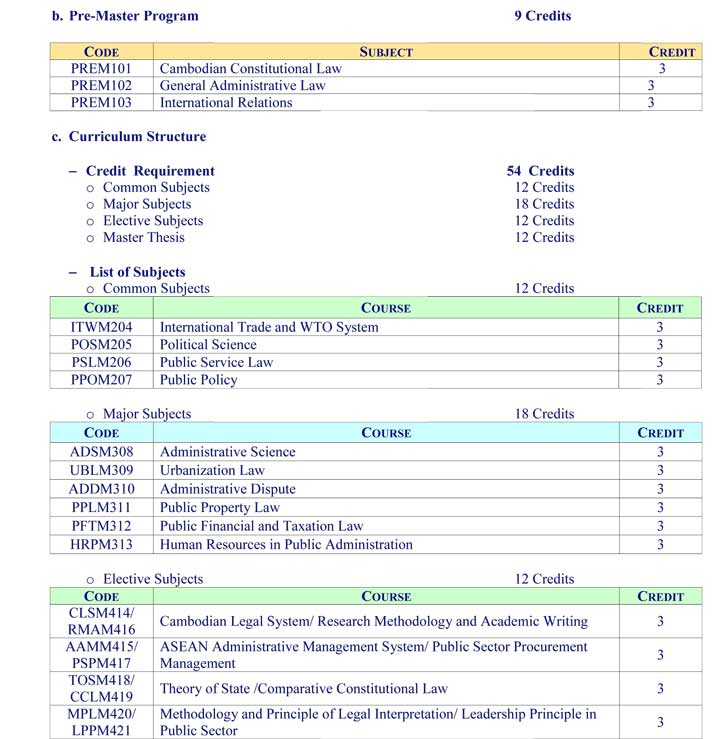 b. Pre-Master Program 9 Credits
CODE SUBJECT CREDIT
PREM101 Cambodian Constitutional Law 3
PREM102 General Administrative Law 3
PREM103 International Relations 3
c. Curriculum Structure
– Credit Requirement 54 Credits
o Common Subjects 12 Credits
o Major Subjects 18 Credits
o Elective Subjects 12 Credits
o Master Thesis 12 Credits
– List of Subjects
o Common Subjects 12 Credits
CODE COURSE CREDIT
ITWM204 International Trade and WTO System 3
POSM205 Political Science 3
PSLM206 Public Service Law 3
PPOM207 Public Policy 3
o Major Subjects 18 Credits
CODE COURSE CREDIT
ADSM308 Administrative Science 3
UBLM309 Urbanization Law 3
ADDM310 Administrative Dispute 3
PPLM311 Public Property Law 3
PFTM312 Public Financial and Taxation Law 3
HRPM313 Human Resources in Public Administration 3
o Elective Subjects 12 Credits
CODE COURSE CREDIT
CLSM414/
RMAM416 Cambodian Legal System/ Research Methodology and Academic Writing 3
AAMM415/ ASEAN Administrative Management System/ Public Sector Procurement
PSPM417 Management 3
TOSM418/
CCLM419 Theory of State /Comparative Constitutional Law 3
MPLM420/ Methodology and Principle of Legal Interpretation/ Leadership Principle in
LPPM421 Public Sector 3